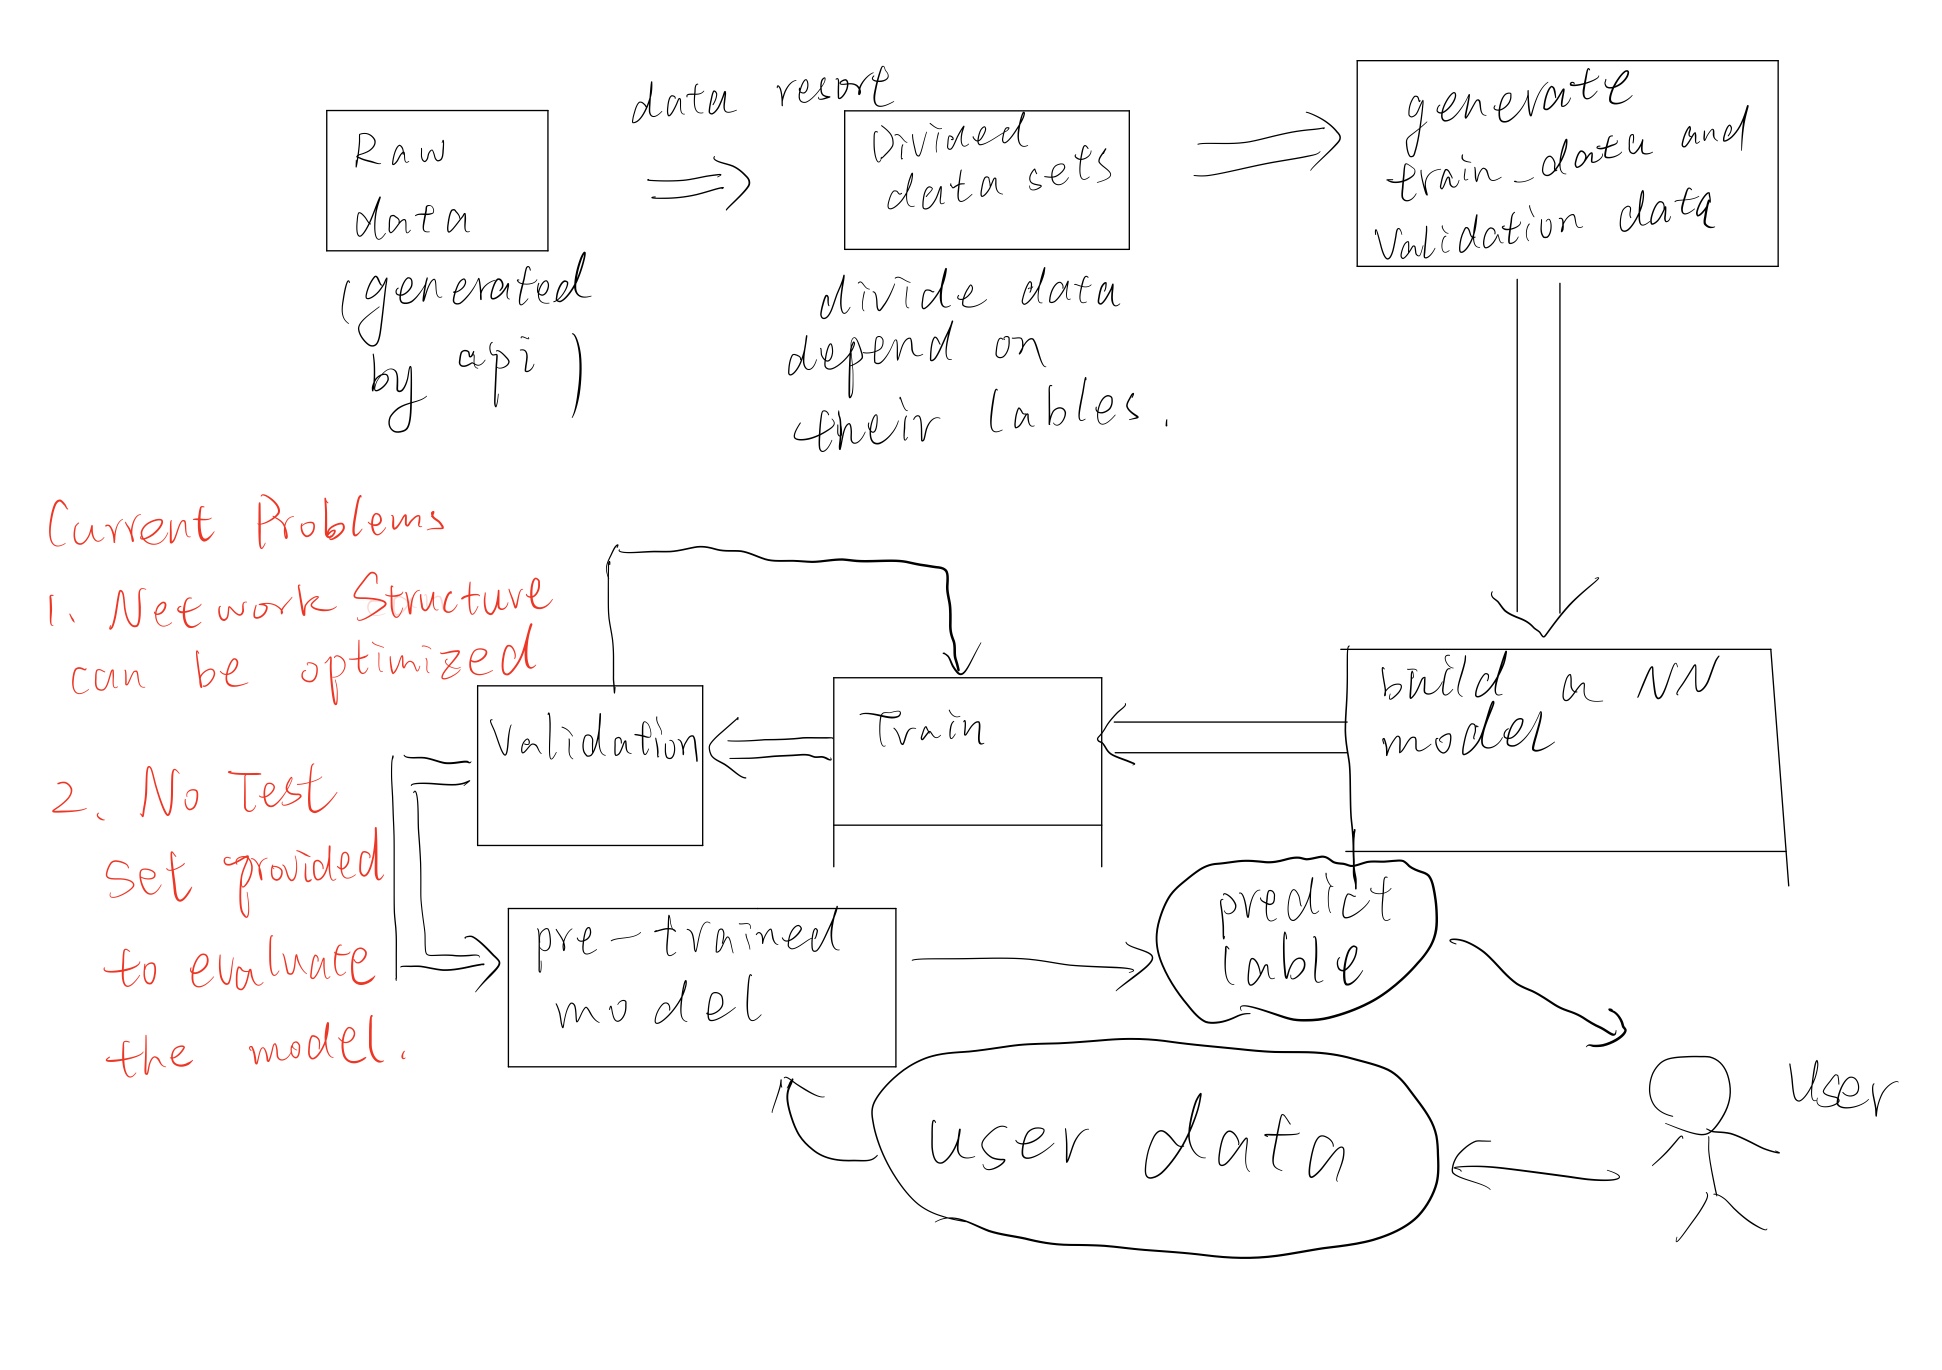 Raw
data
(generated
by api)
data resort
Divided
data sets
divide data
depend on
their lables.
generate
train_data and
Validation data
build a NN
model
Train
Validation
pre-trained
model
predict
lable
User
user data
Current Problems
1. Network Structure
can be optimized
2. No Test
Set provided
to evaluate
the model.